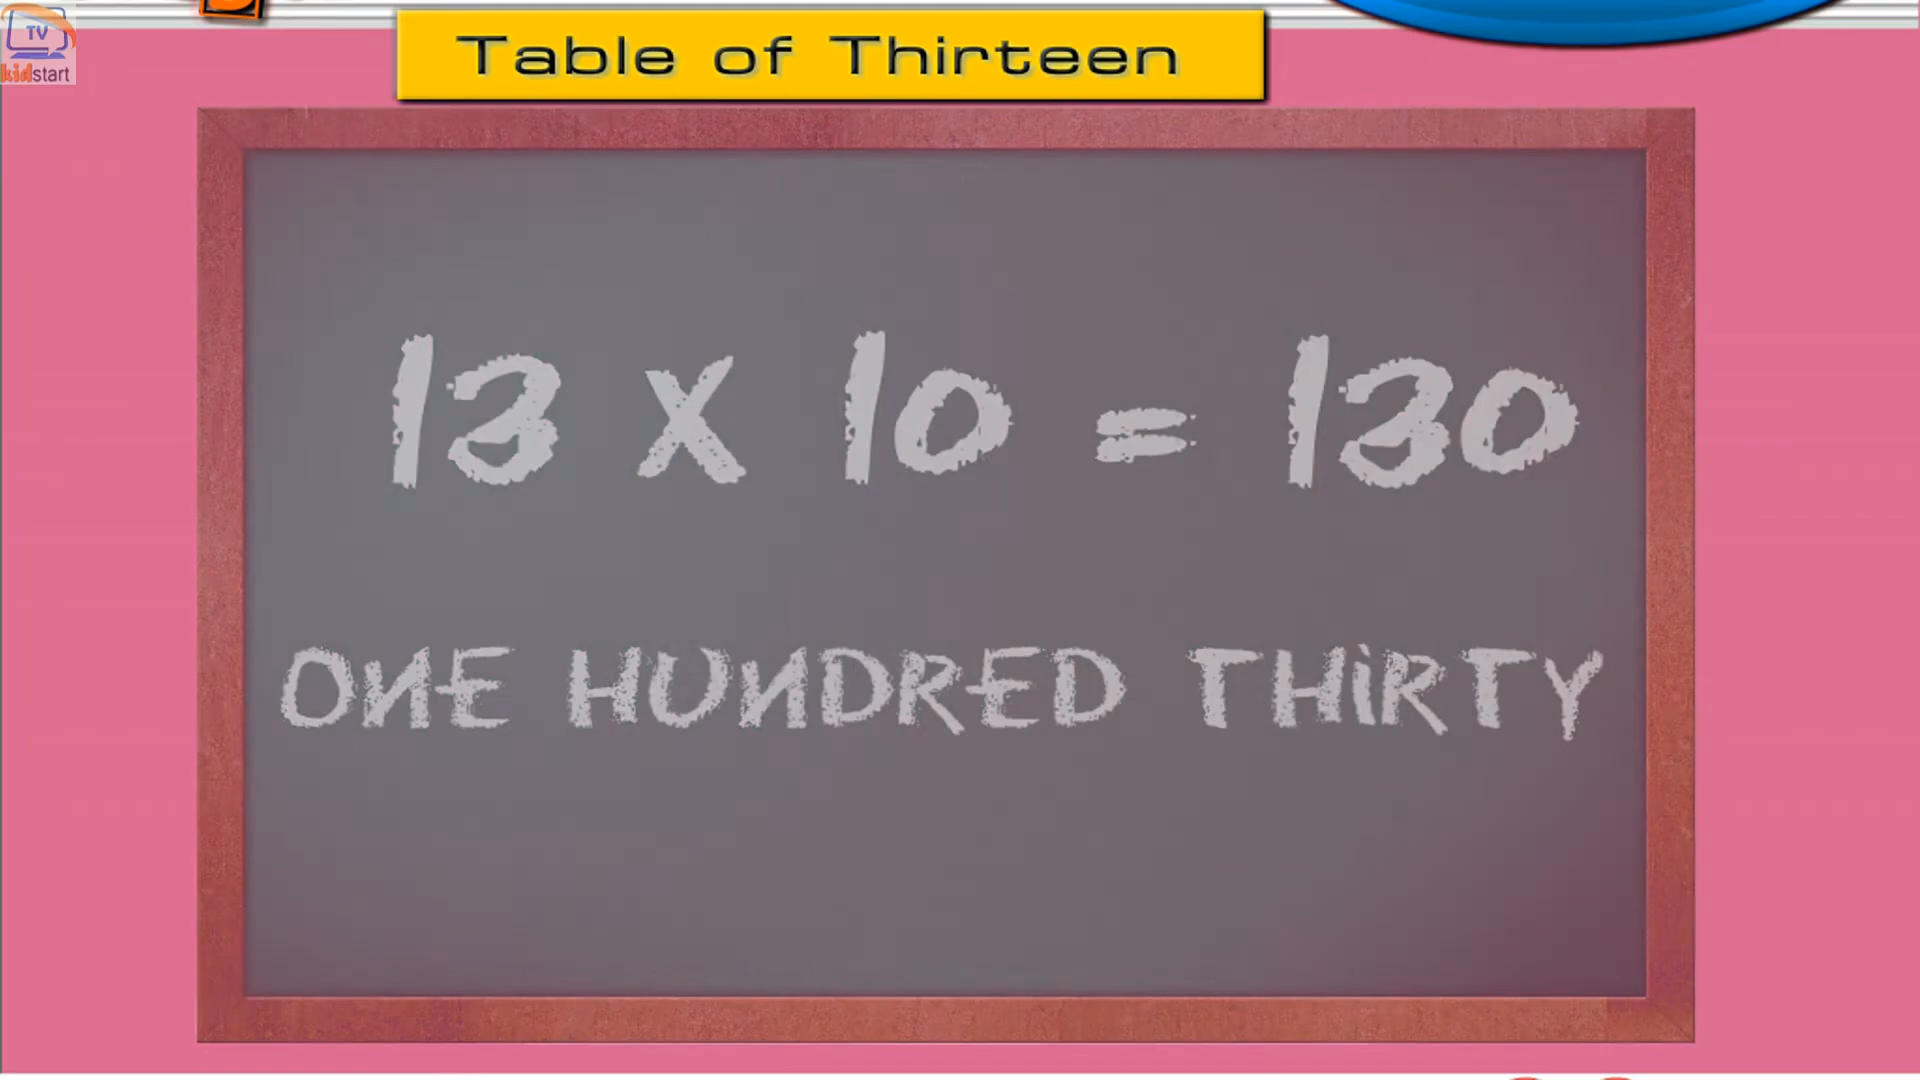 TV
kidstart
Table of Thirteen
13 X 10 = 130
ONE HUNDRED THiRTY